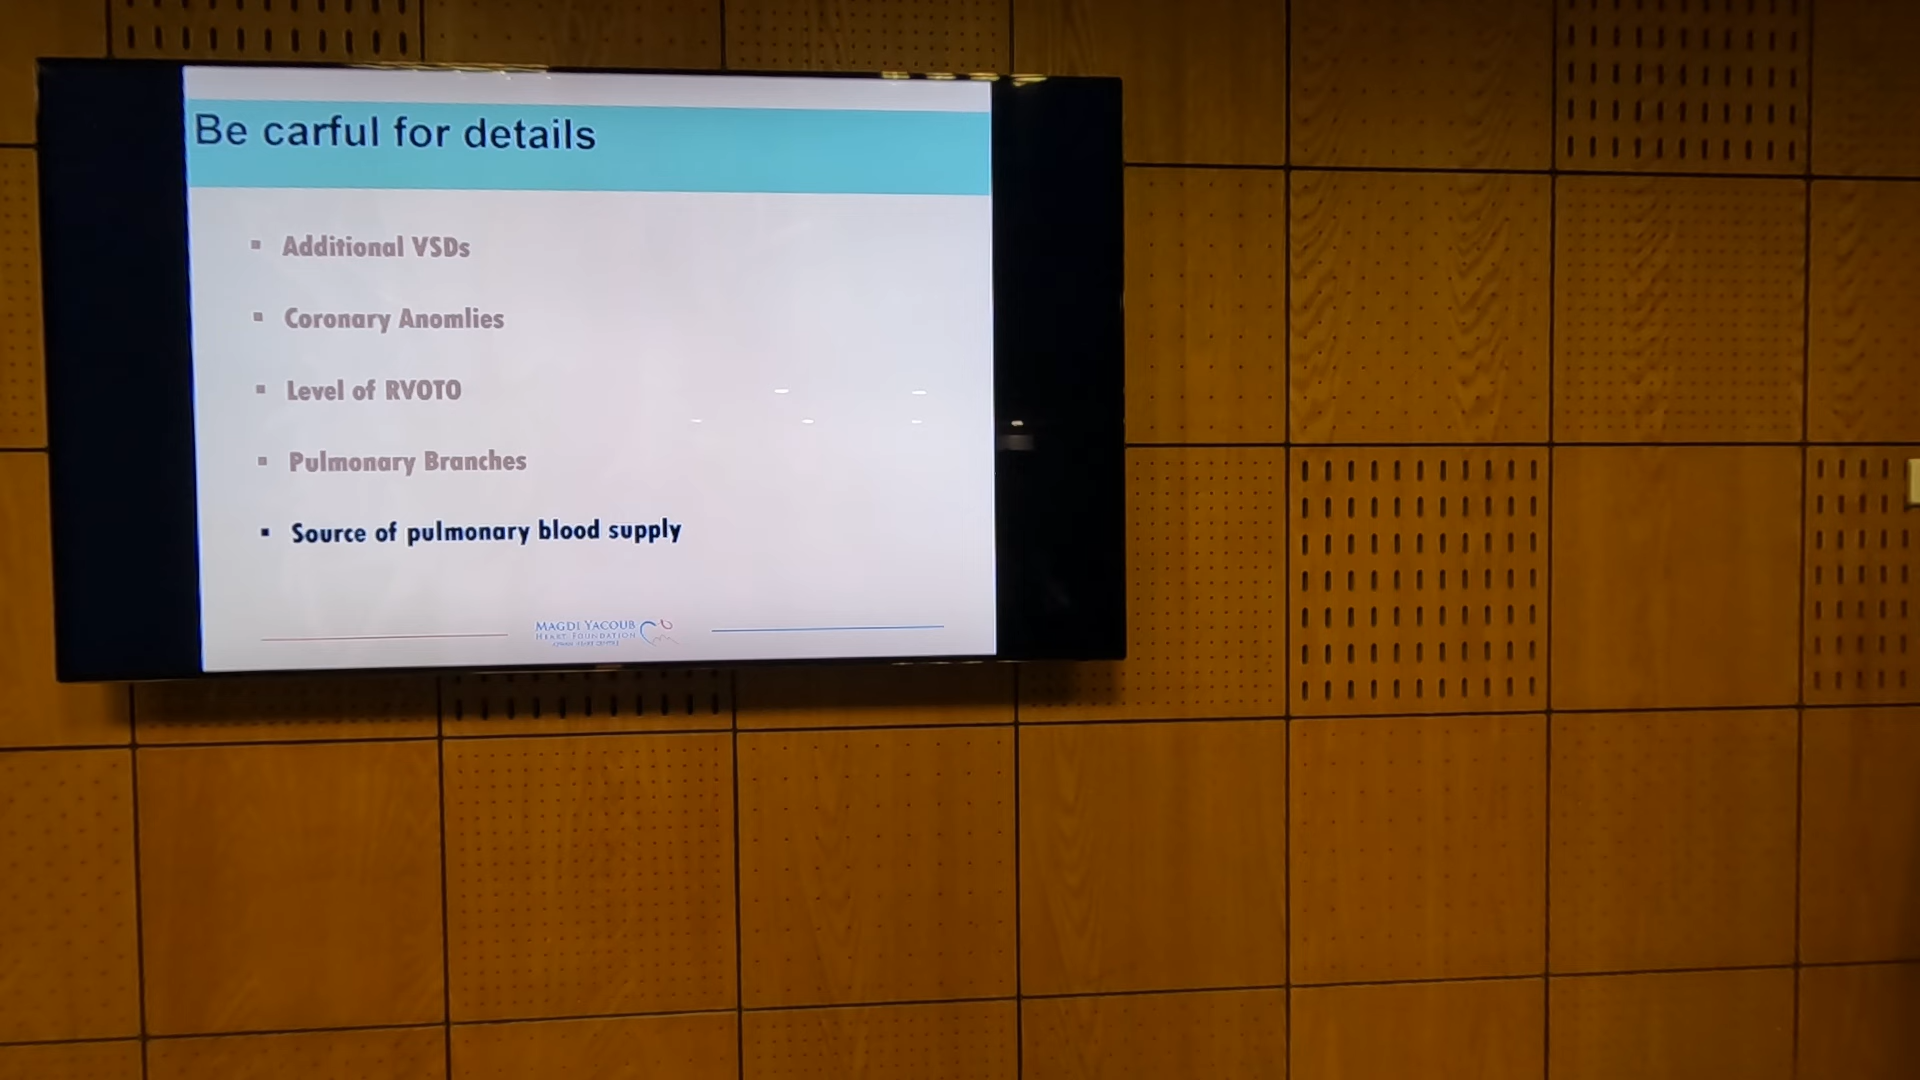 Be carful for details
▪ Additional VSDs
▪ Coronary Anomlies
▪ Level of RVOTO
▪ Pulmonary Branches
▪ Source of pulmonary blood supply
MAGDI YACOUB
HEART FOUNDATION